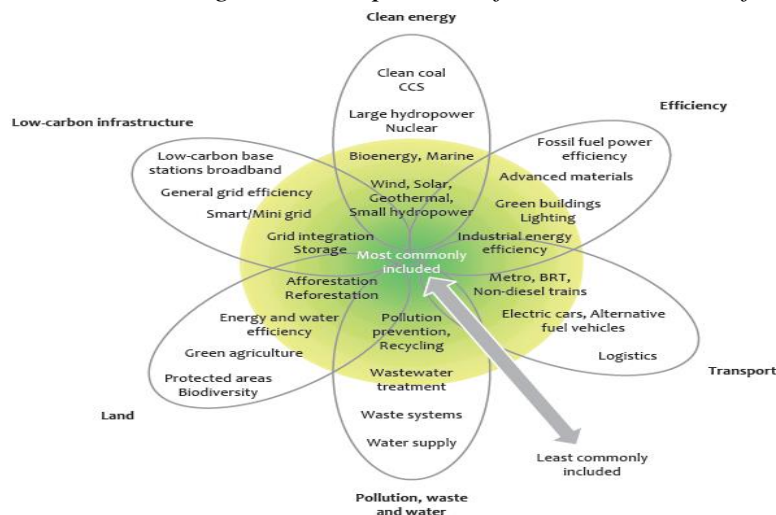 Clean energy
Clean coal
CCS
Large hydropower
Nuclear
Bioenergy, Marine
Wind, Solar,
Geothermal,
Small hydropower
Efficiency
Fossil fuel power
efficiency
Advanced materials
Green buildings
Lighting
Industrial energy
efficiency
Low-carbon infrastructure
Low-carbon base
stations broadband
General grid efficiency
Smart/Mini grid
Grid integration
Storage
Most commonly
included
Metro, BRT,
Non-diesel trains
Electric cars, Alternative
fuel vehicles
Logistics
Transport
Afforestation
Reforestation
Energy and water
efficiency
Green agriculture
Protected areas
Biodiversity
Land
Pollution
prevention,
Recycling
Wastewater
treatment
Waste systems
Water supply
Pollution, waste
and water
Least commonly
included